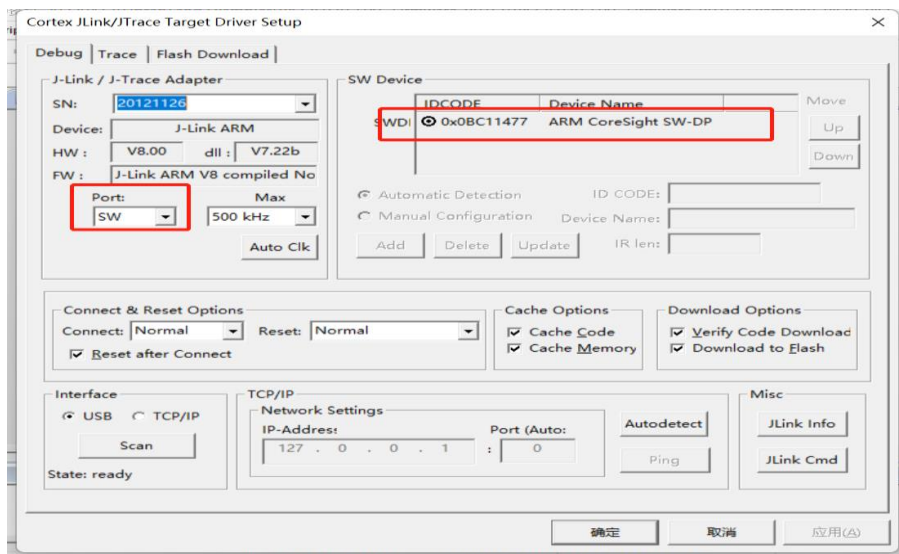 Cortex JLink/JTrace Target Driver Setup
Debug Trace Flash Download
J-Link / J-Trace Adapter
SN: 20121126
Device: J-Link ARM
HW : V8.00 dll : V7.22b
FW : J-Link ARM V8 compiled No
Port: Max
SW 500 kHz
Auto Clk
SW Device
IDCODE Device Name
SWDI 0x0BC11477 ARM CoreSight SW-DP
Move
Up
Down
Automatic Detection ID CODE:
Manual Configuration Device Name:
Add Delete Update IR len:
Connect & Reset Options
Connect: Normal Reset: Normal
Reset after Connect
Cache Options
Cache Code
Cache Memory
Download Options
Verify Code Download
Download to Flash
Interface
USB TCP/IP
Scan
State: ready
TCP/IP
Network Settings
IP-Address Port (Auto:
127 . 0 . 0 . 1 : 0
Autodetect
Ping
Misc
JLink Info
JLink Cmd
确定 取消 应用(A)